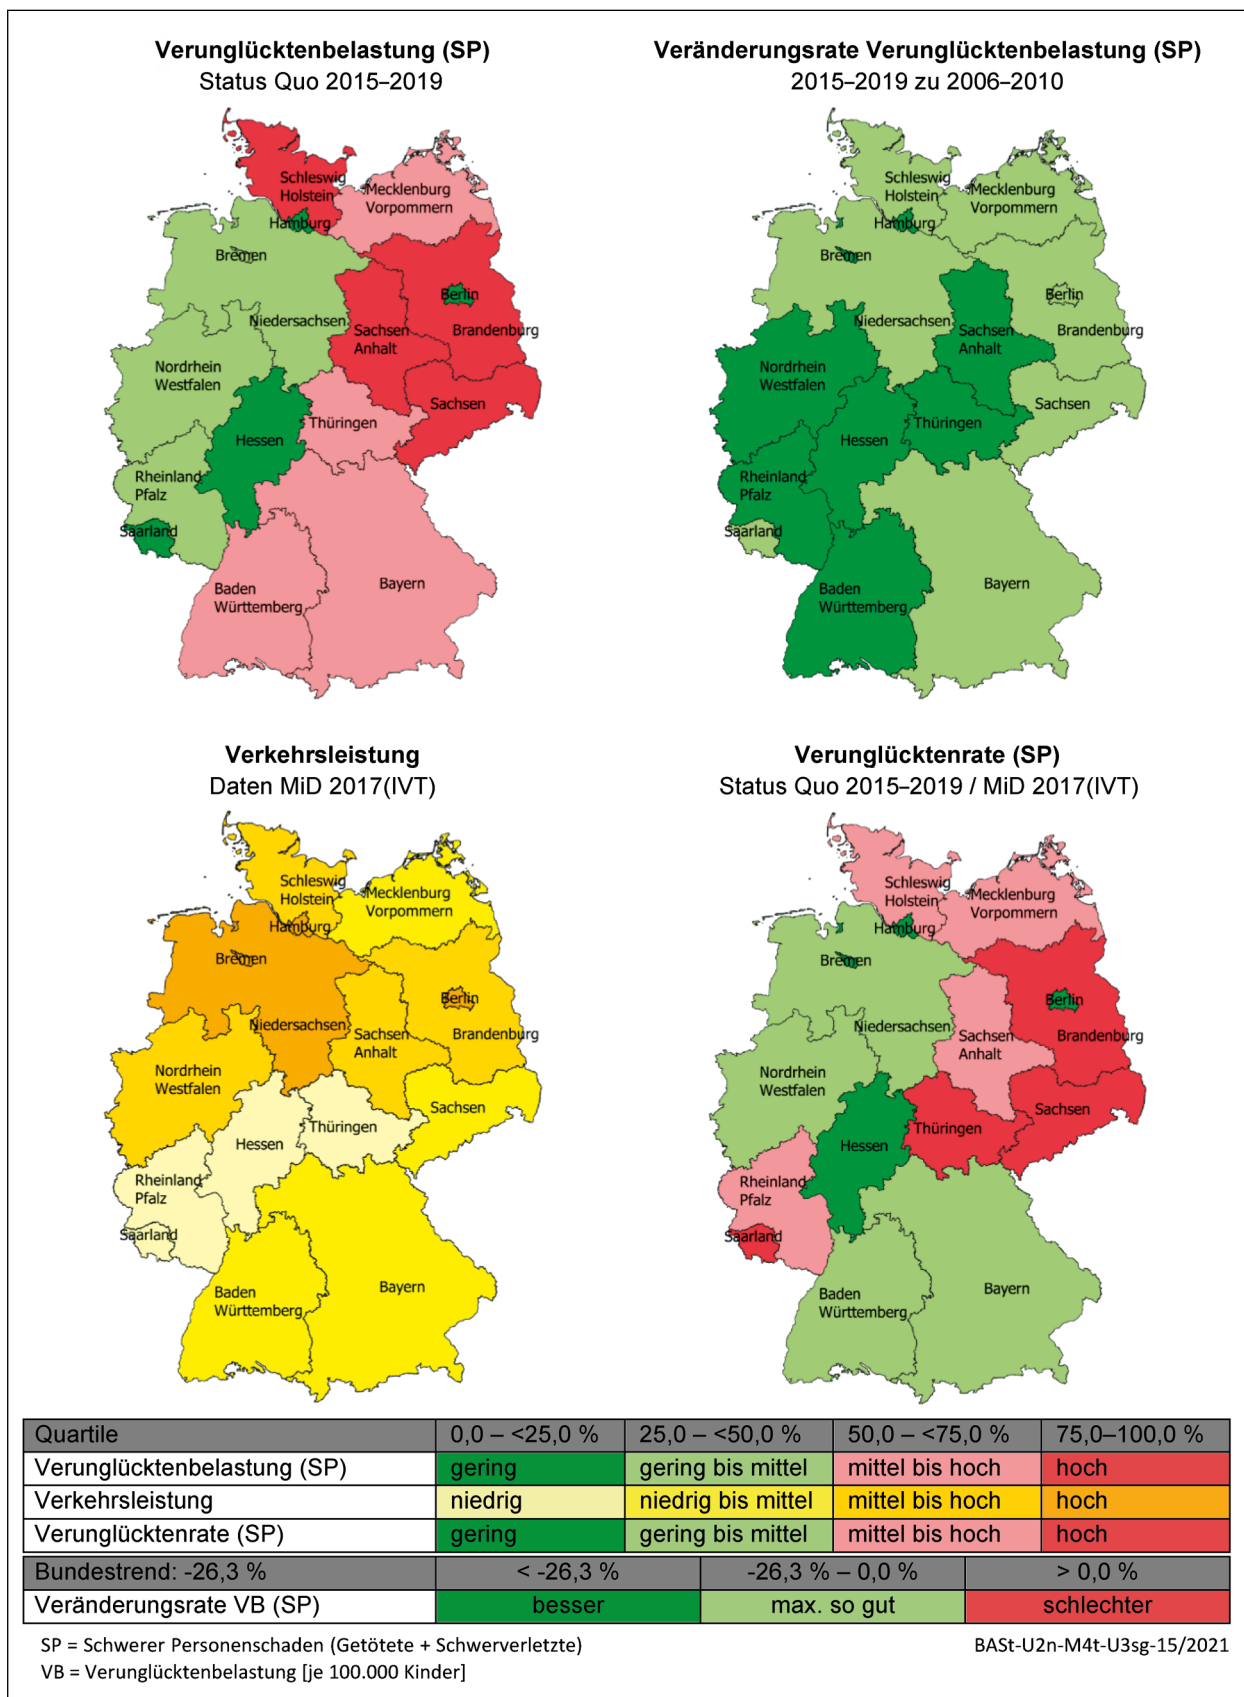 Verunglücktenbelastung (SP)
Status Quo 2015–2019
Schleswig
Holstein
Mecklenburg
Vorpommern
Hamburg
Bremen
Berlin
Niedersachsen
Sachsen
Anhalt
Brandenburg
Nordrhein
Westfalen
Sachsen
Thüringen
Hessen
Rheinland
Pfalz
Saarland
Baden
Württemberg
Bayern
Veränderungsrate Verunglücktenbelastung (SP)
2015–2019 zu 2006–2010
Schleswig
Holstein
Mecklenburg
Vorpommern
Hamburg
Bremen
Berlin
Niedersachsen
Sachsen
Anhalt
Brandenburg
Nordrhein
Westfalen
Sachsen
Thüringen
Hessen
Rheinland
Pfalz
Saarland
Baden
Württemberg
Bayern
Verkehrsleistung
Daten MiD 2017(IVT)
Schleswig
Holstein
Mecklenburg
Vorpommern
Hamburg
Bremen
Berlin
Niedersachsen
Sachsen
Anhalt
Brandenburg
Nordrhein
Westfalen
Sachsen
Thüringen
Hessen
Rheinland
Pfalz
Saarland
Baden
Württemberg
Bayern
Verunglücktenrate (SP)
Status Quo 2015–2019 / MiD 2017(IVT)
Schleswig
Holstein
Mecklenburg
Vorpommern
Hamburg
Bremen
Berlin
Niedersachsen
Sachsen
Anhalt
Brandenburg
Nordrhein
Westfalen
Sachsen
Thüringen
Hessen
Rheinland
Pfalz
Saarland
Baden
Württemberg
Bayern
Quartile 0,0 – <25,0 % 25,0 – <50,0 % 50,0 – <75,0 % 75,0–100,0 %
Verunglücktenbelastung (SP) gering gering bis mittel mittel bis hoch hoch
Verkehrsleistung niedrig niedrig bis mittel mittel bis hoch hoch
Verunglücktenrate (SP) gering gering bis mittel mittel bis hoch hoch
Bundestrend: -26,3 % < -26,3 % -26,3 % – 0,0 % > 0,0 %
Veränderungsrate VB (SP) besser max. so gut schlechter
SP = Schwerer Personenschaden (Getötete + Schwerverletzte) BASt-U2n-M4t-U3sg-15/2021
VB = Verunglücktenbelastung [je 100.000 Kinder]